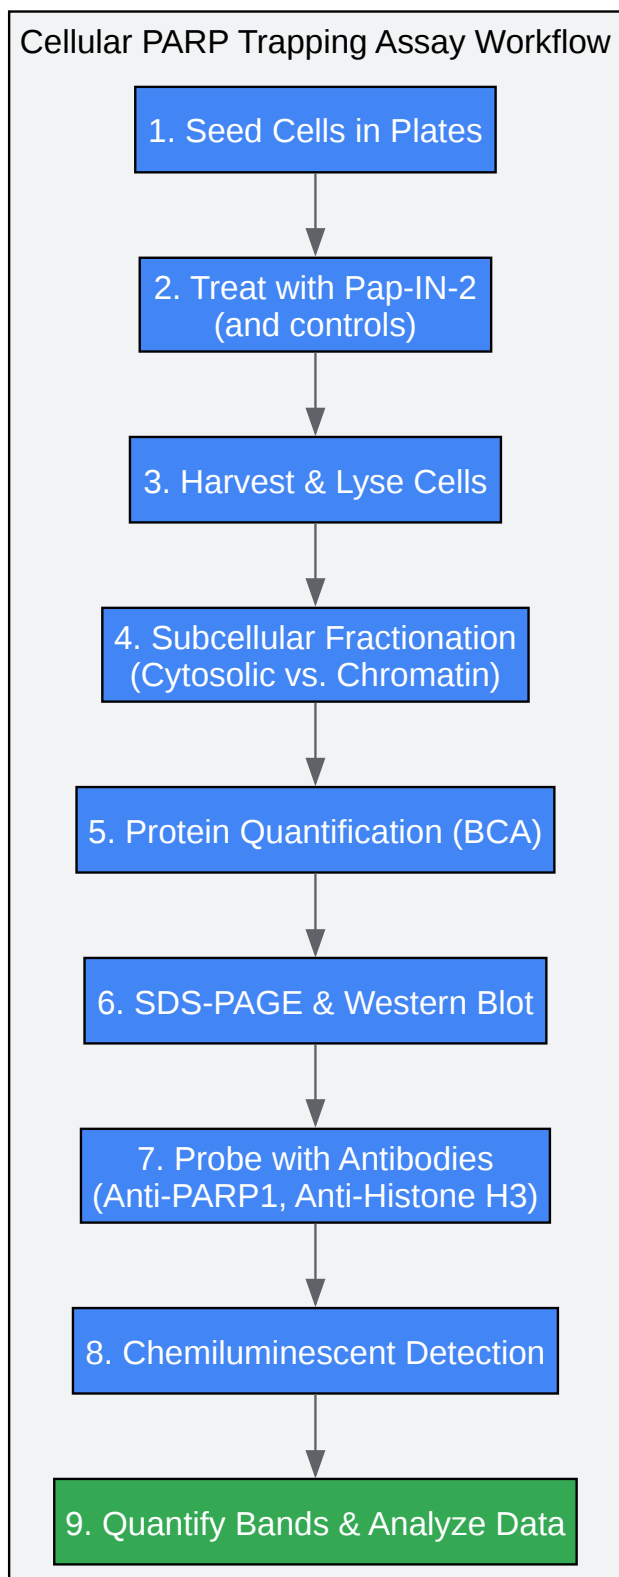 Cellular PARP Trapping Assay Workflow
1. Seed Cells in Plates
2. Treat with Pap-IN-2
(and controls)
3. Harvest & Lyse Cells
4. Subcellular Fractionation
(Cytosolic vs. Chromatin)
5. Protein Quantification (BCA)
6. SDS-PAGE & Western Blot
7. Probe with Antibodies
(Anti-PARP1, Anti-Histone H3)
8. Chemiluminescent Detection
9. Quantify Bands & Analyze Data